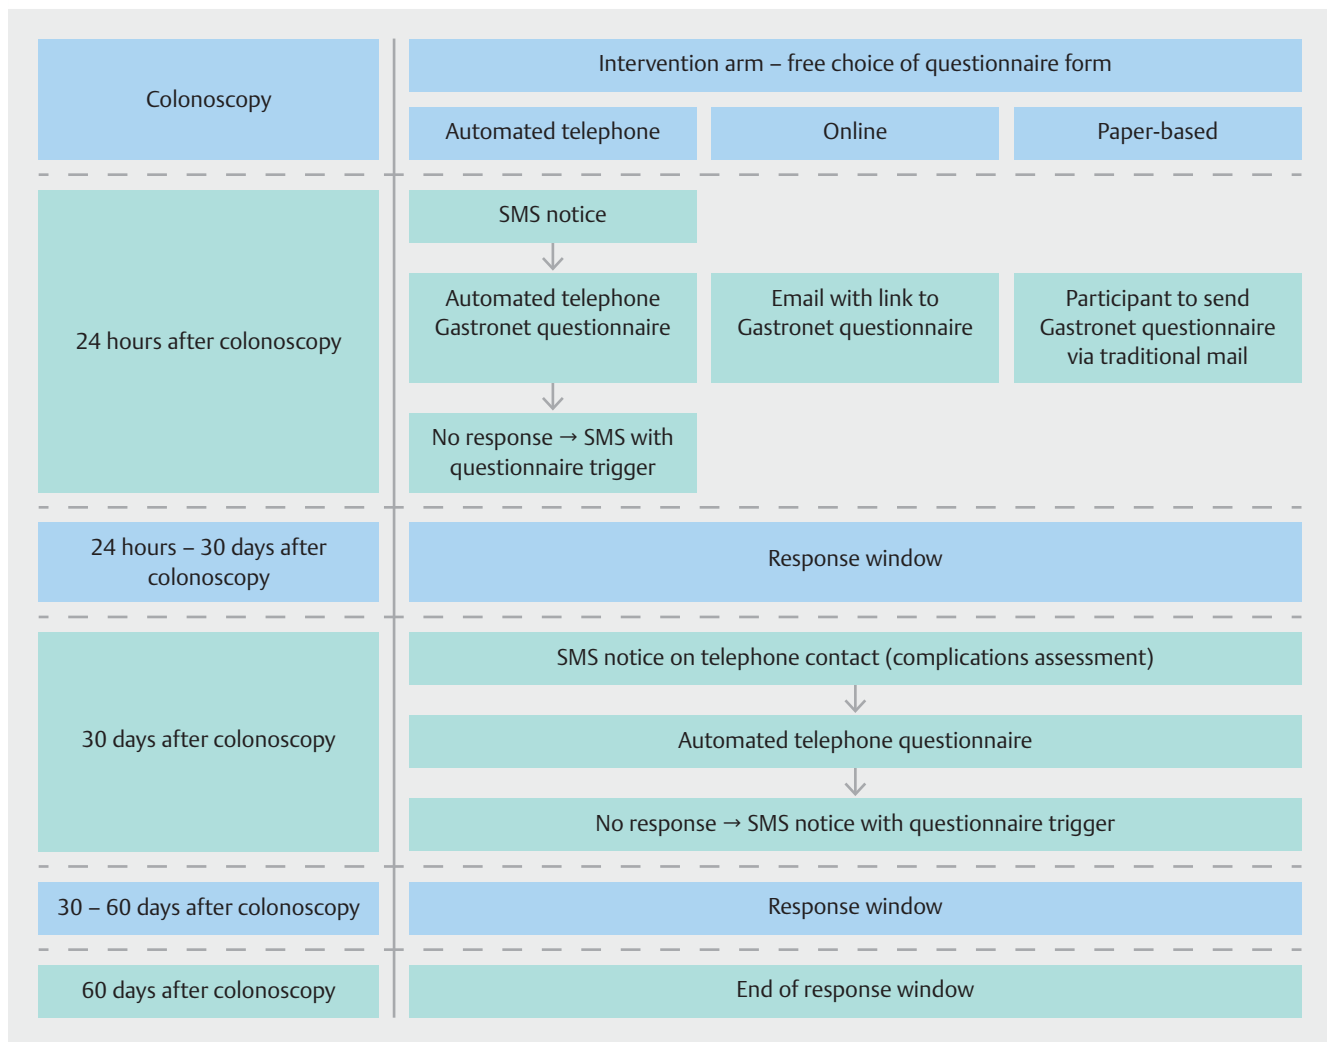 Colonoscopy
Intervention arm – free choice of questionnaire form
Automated telephone
Online
Paper-based
24 hours after colonoscopy
SMS notice
Automated telephone
Gastronet questionnaire
Email with link to
Gastronet questionnaire
Participant to send
Gastronet questionnaire
via traditional mail
No response → SMS with
questionnaire trigger
24 hours – 30 days after
colonoscopy
Response window
30 days after colonoscopy
SMS notice on telephone contact (complications assessment)
Automated telephone questionnaire
No response → SMS notice with questionnaire trigger
30 – 60 days after colonoscopy
Response window
60 days after colonoscopy
End of response window